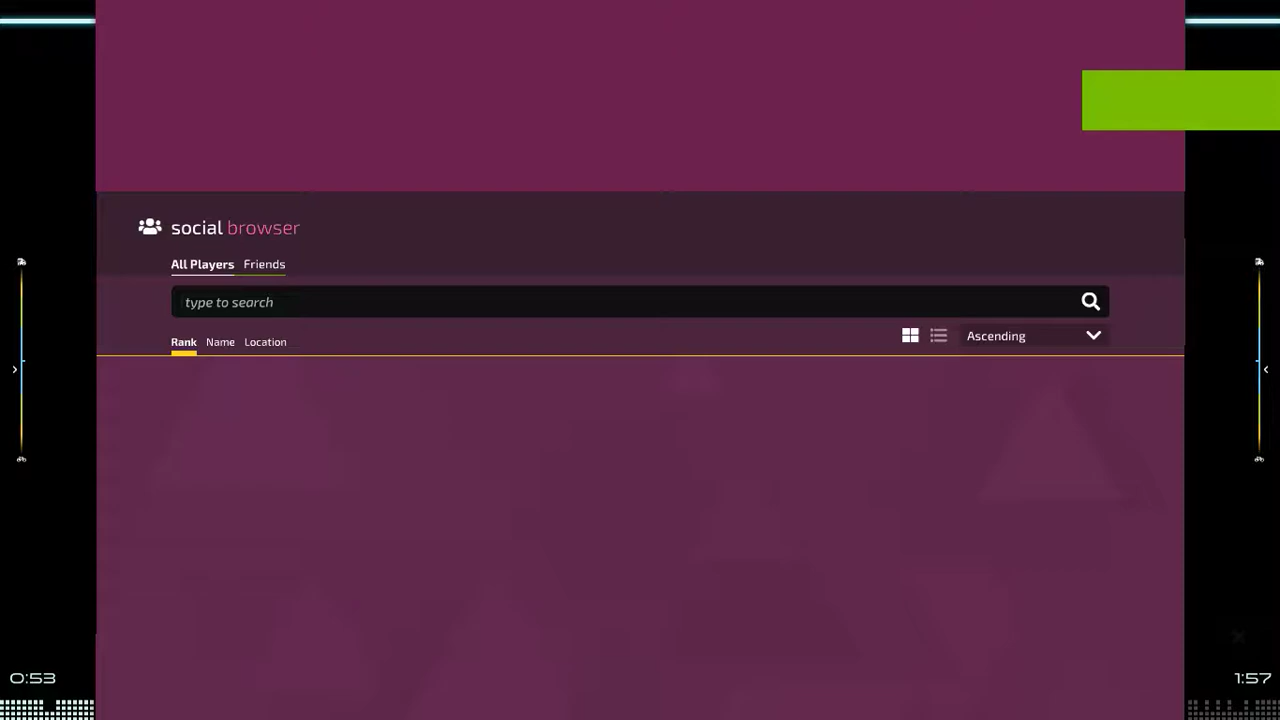 social browser
All Players Friends
type to search
Rank Name Location
Ascending
0:53
1:57